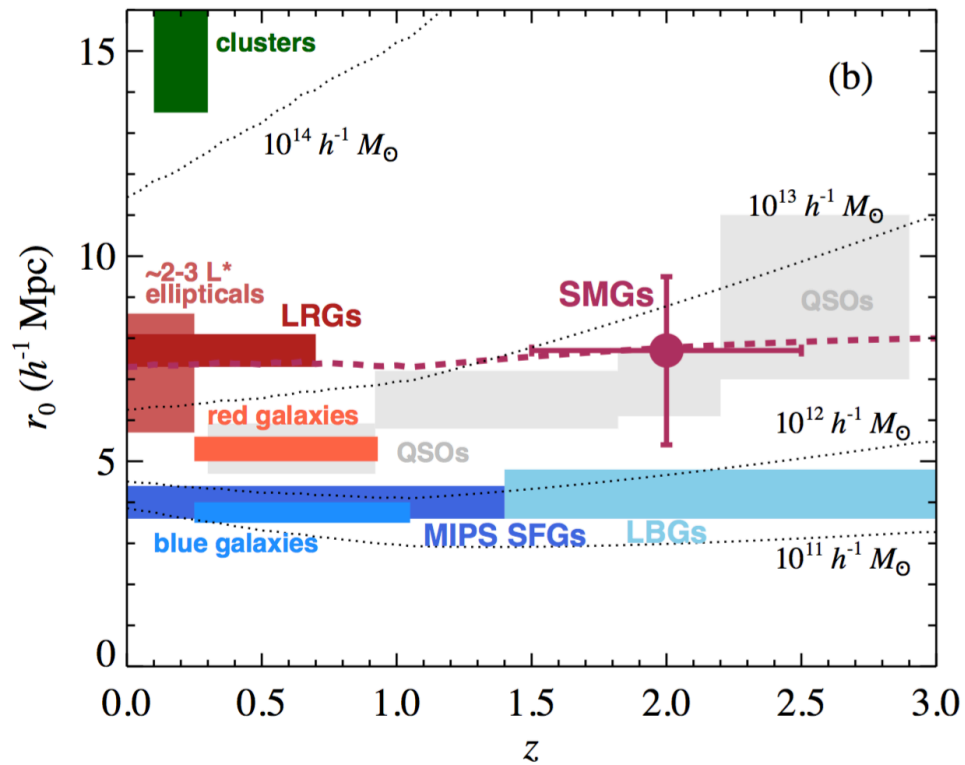 15
clusters
(b)
10¹⁴ h⁻¹ M☉
10¹³ h⁻¹ M☉
10
~2-3 L*
ellipticals
LRGs
SMGs
QSOs
r₀ (h⁻¹ Mpc)
red galaxies
QSOs
10¹² h⁻¹ M☉
5
MIPS SFGs
LBGs
blue galaxies
10¹¹ h⁻¹ M☉
0
0.0 0.5 1.0 1.5 2.0 2.5 3.0
z